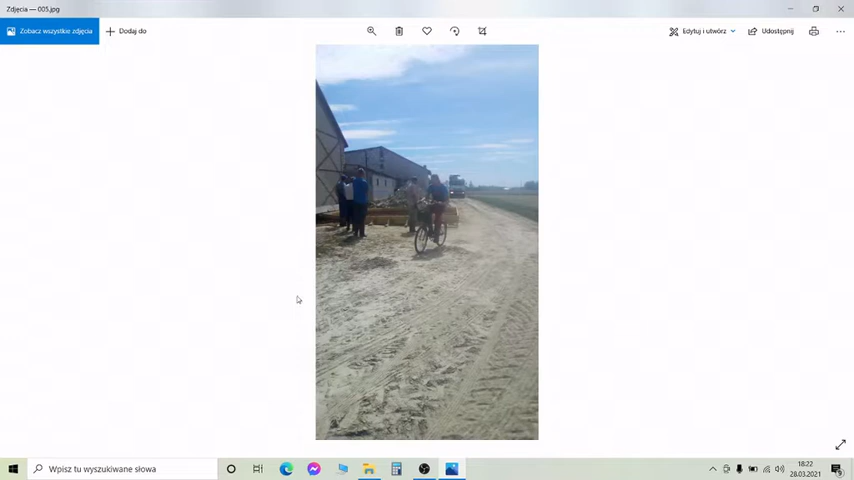 Zdjęcia — 005.jpg
Zobacz wszystkie zdjęcia
Dodaj do
Edytuj i utwórz
Udostępnij
Wpisz tu wyszukiwane słowa
18:22
28.03.2021